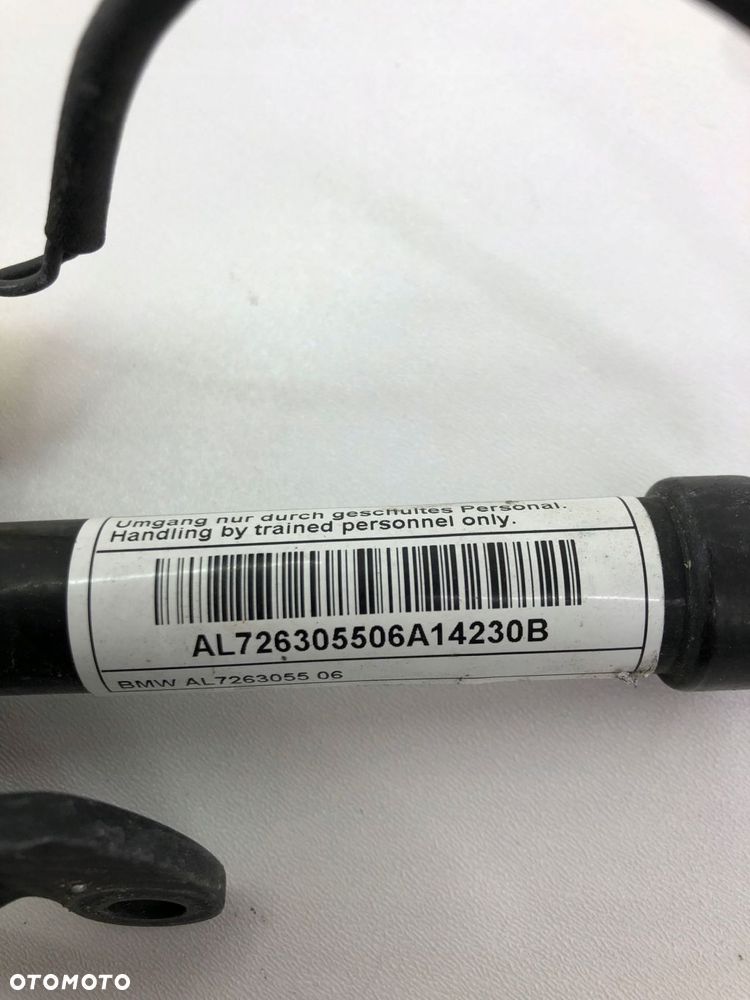 Umgang nur durch geschultes Personal.
Handling by trained personnel only.
AL726305506A14230B
BMW AL7263055 06
OTOMOTO